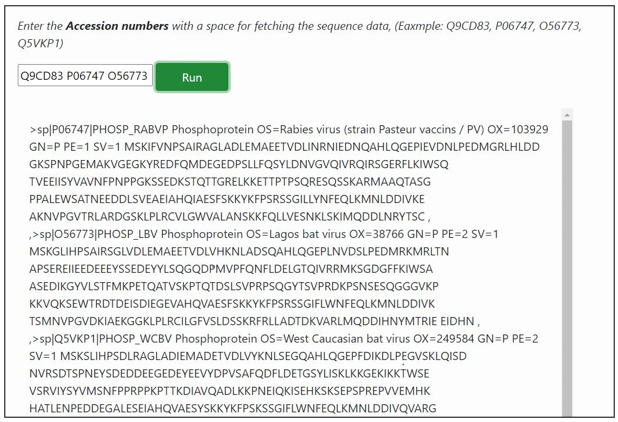 Enter the Accession numbers with a space for fetching the sequence data, (Eaxmple: Q9CD83, P06747, O56773,
Q5VKP1)
Q9CD83 P06747 O56773
Run
>sp|P06747|PHOSP_RABVP Phosphoprotein OS=Rabies virus (strain Pasteur vaccins / PV) OX=103929
GN=P PE=1 SV=1 MSKIFVNPSAIRAGLADLEMAEETVDLINRNIEDNQAHLQGEPIEVDNLPEDMGRLHLDD
GKSPNPGEMAKVGEGKYREDFQMDEGEDPSLLFQSYLDNVGVQIVRQIRSGERFLKIWSQ
TVEEIISYVAVNFPNPPGKSSEDKSTQTTGRELKKETTPTPSQRESQSSKARMAAQTASG
PPALEWSATNEEDDLSVEAEIAHQIAESFSKKYKFPSRSSGILLYNFEQLKMNLDDIVKE
AKNVPGVTRLARDGSKLPLRCVLGWVALANSKKFQLLVESNKLSKIMQDDLNRYTSC ,
,>sp|O56773|PHOSP_LBV Phosphoprotein OS=Lagos bat virus OX=38766 GN=P PE=2 SV=1
MSKGLIHPSAIRSGLVDLEMAEETVDLVHKNLADSQAHLQGEPLNVDSLPEDMRKMRLTN
APSEREIIEEDEEEYSSEDEYYLSQGQDPMVPFQNFLDELGTQIVRRMKSGDGFFKIWSA
ASEDIKGYVLSTFMKPETQATVSKPTQTDSLSVPRPSQGYTSVPRDKPSNSESQGGGVKP
KKVQKSEWTRDTDEISDIEGEVAHQVAESFSKKYKFPSRSSGIFLWNFEQLKMNLDDIVK
TSMNVPGVDKIAEKGGKLPLRCILGFVSLDSSKRFRLLADTDKVARLMQDDIHNYMTRIE EIDHN ,
,>sp|Q5VKP1|PHOSP_WCBV Phosphoprotein OS=West Caucasian bat virus OX=249584 GN=P PE=2
SV=1 MSKSLIHPSDLRAGLADIEMADETVDLVYKNLSEGQAHLQGEPFDIKDLPEGVSKLQISD
NVRSDTSPNEYSDEDDEEGEDEYEEVYDPVSAFQDFLDETGSYLISKLKKGEKIKKTWSE
VSRVIYSYVMSNFPPRPPKPTTKDIAVQADLKKPNEIQKISEHKSKSEPSPREPVVEMHK
HATLENPEDDEGALESEIAHQVAESYSKKYKFPSKSSGIFLWNFEQLKMNLDDIVQVARG